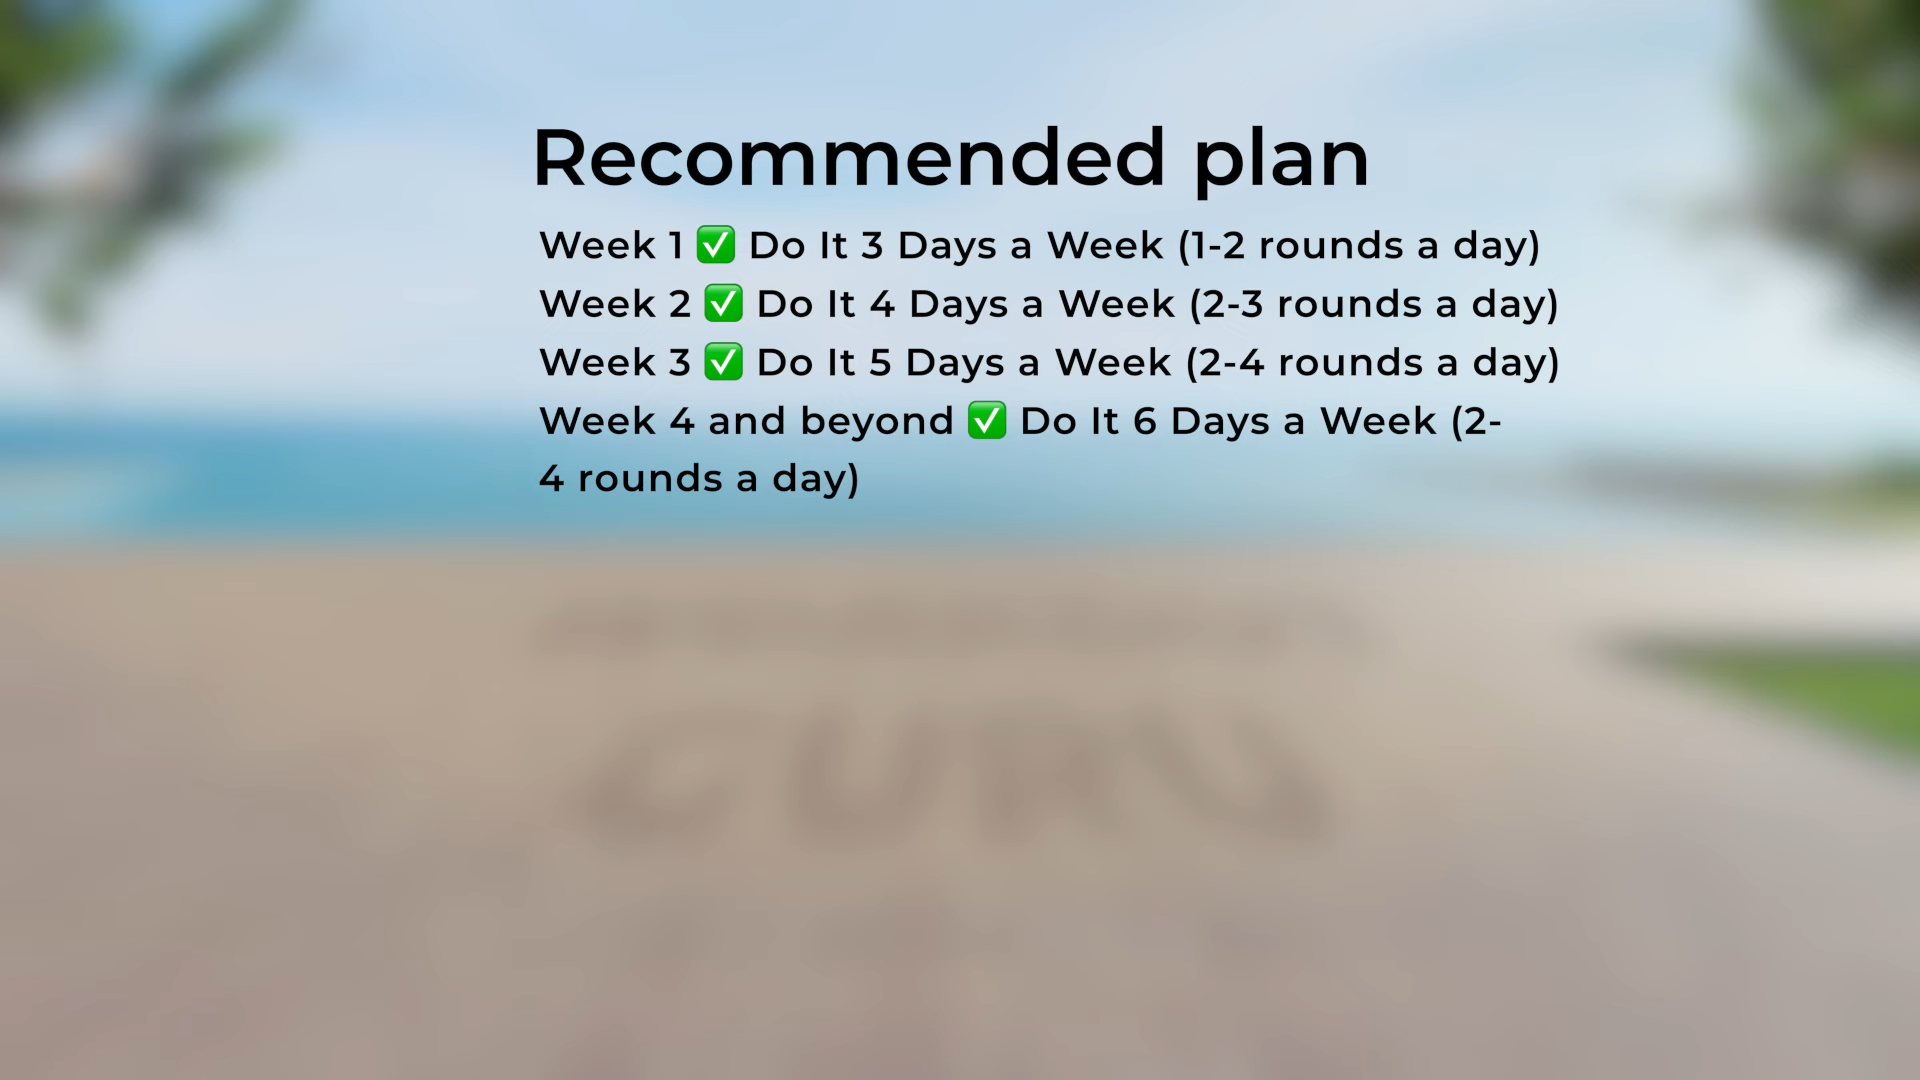 Recommended plan
Week 1 ✅ Do It 3 Days a Week (1-2 rounds a day)
Week 2 ✅ Do It 4 Days a Week (2-3 rounds a day)
Week 3 ✅ Do It 5 Days a Week (2-4 rounds a day)
Week 4 and beyond ✅ Do It 6 Days a Week (2-
4 rounds a day)
GURU